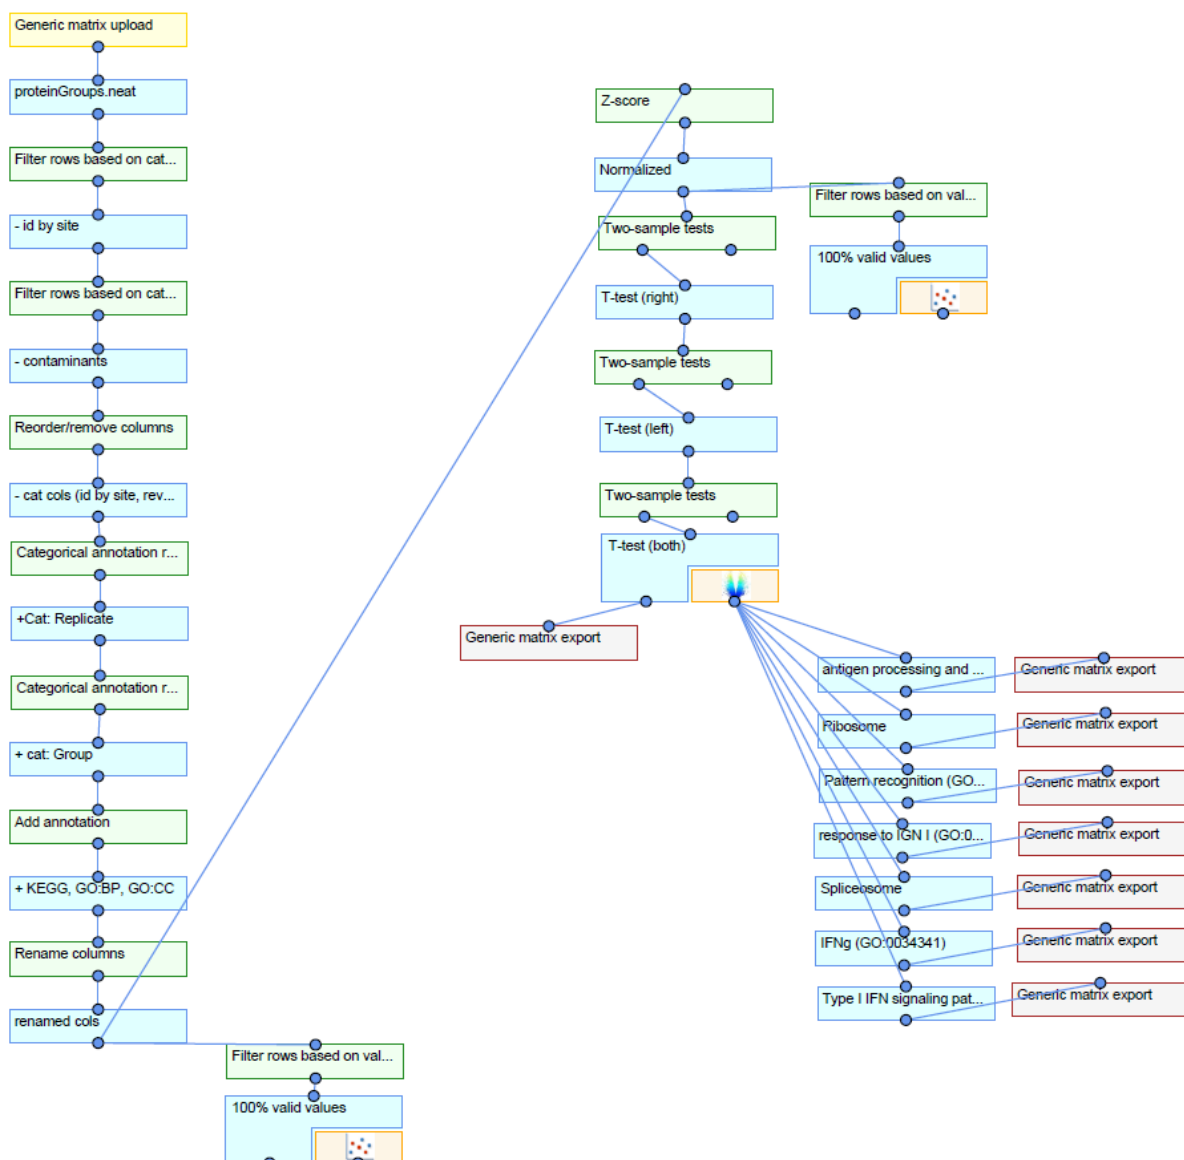 Generic matrix upload
proteinGroups.neat
Filter rows based on cat...
- id by site
Filter rows based on cat...
- contaminants
Reorder/remove columns
- cat cols (id by site, rev...
Categorical annotation r...
+Cat: Replicate
Categorical annotation r...
+ cat: Group
Add annotation
+ KEGG, GO:BP, GO:CC
Rename columns
renamed cols
Filter rows based on val...
100% valid values
Z-score
Normalized
Filter rows based on val...
100% valid values
Two-sample tests
T-test (right)
Two-sample tests
T-test (left)
Two-sample tests
T-test (both)
Generic matrix export
antigen processing and ...
Generic matrix export
Ribosome
Generic matrix export
Pattern recognition (GO...
Generic matrix export
response to IGN I (GO:0...
Generic matrix export
Spliceosome
Generic matrix export
IFNg (GO:0034341)
Generic matrix export
Type I IFN signaling pat...
Generic matrix export